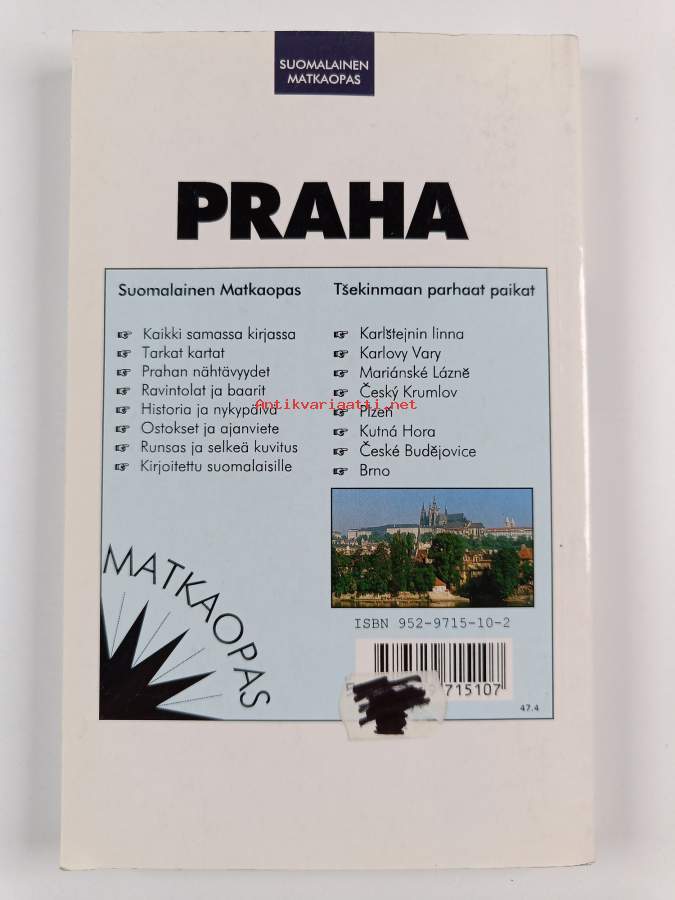 SUOMALAINEN
MATKAOPAS
PRAHA
Suomalainen Matkaopas
Kaikki samassa kirjassa
Tarkat kartat
Prahan nähtävyydet
Ravintolat ja baarit
Historia ja nykypäivä
Ostokset ja ajanviete
Runsas ja selkeä kuvitus
Kirjoitettu suomalaisille
Tšekinmaan parhaat paikat
Karlštejnin linna
Karlovy Vary
Mariánské Lázně
Český Krumlov
Plzeň
Kutná Hora
České Budějovice
Brno
Antikvariaatti.net
MATKAOPAS
ISBN 952-9715-10-2
715107
47.4